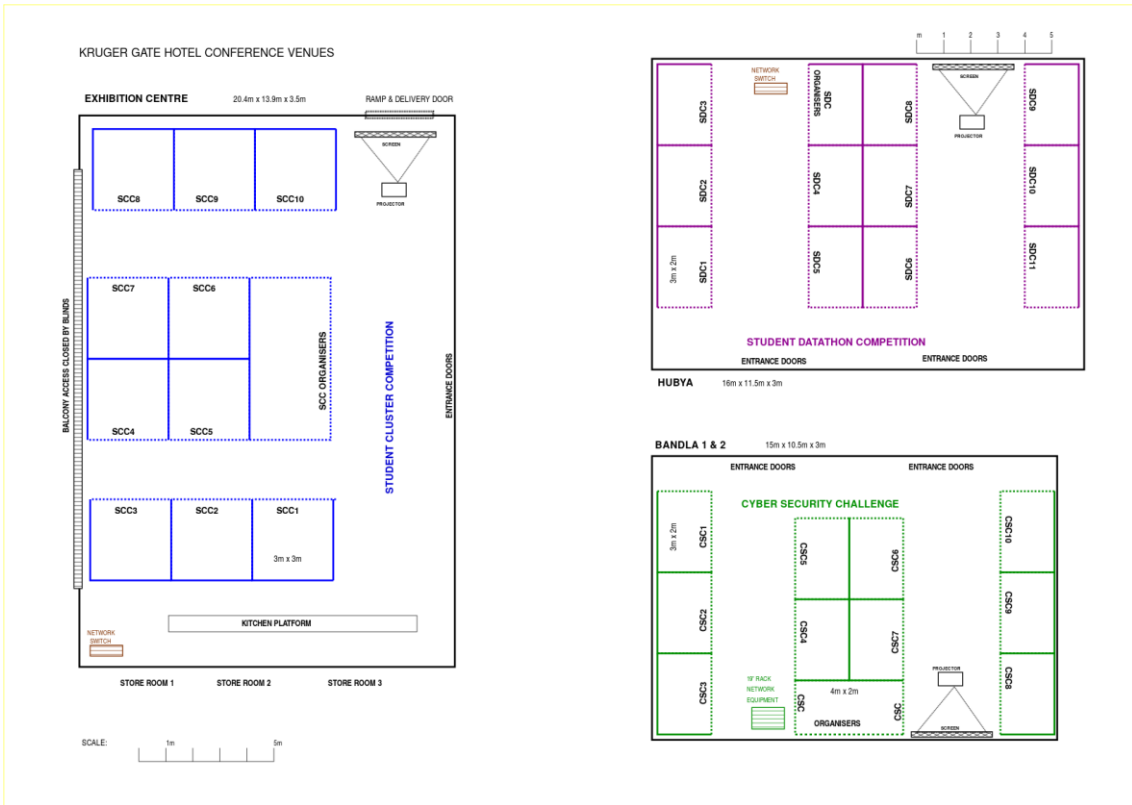 KRUGER GATE HOTEL CONFERENCE VENUES
EXHIBITION CENTRE 20.4m x 13.9m x 3.5m RAMP & DELIVERY DOOR
SCREEN
PROJECTOR
SCC8 SCC9 SCC10
SCC7 SCC6
SCC ORGANISERS
SCC4 SCC5
STUDENT CLUSTER COMPETITION
ENTRANCE DOORS
BALCONY ACCESS CLOSED BY BLINDS
SCC3 SCC2 SCC1
3m x 3m
KITCHEN PLATFORM
NETWORK
SWITCH
STORE ROOM 1 STORE ROOM 2 STORE ROOM 3
SCALE: 1m 5m
m 1 2 3 4 5
NETWORK
SWITCH
SCREEN
PROJECTOR
SDC3
SDC
ORGANISERS
SDC8
SDC9
SDC2
SDC4
SDC7
SDC10
3m x 2m
SDC1
SDC5
SDC6
SDC11
STUDENT DATATHON COMPETITION
ENTRANCE DOORS ENTRANCE DOORS
HUBYA 16m x 11.5m x 3m
BANDLA 1 & 2 15m x 10.5m x 3m
ENTRANCE DOORS ENTRANCE DOORS
CYBER SECURITY CHALLENGE
3m x 2m
CSC1
CSC5
CSC6
CSC10
CSC2
CSC4
CSC7
CSC9
CSC3
RACK
NETWORK
EQUIPMENT
4m x 2m
CSC
ORGANISERS
CSC
PROJECTOR
SCREEN
CSC8